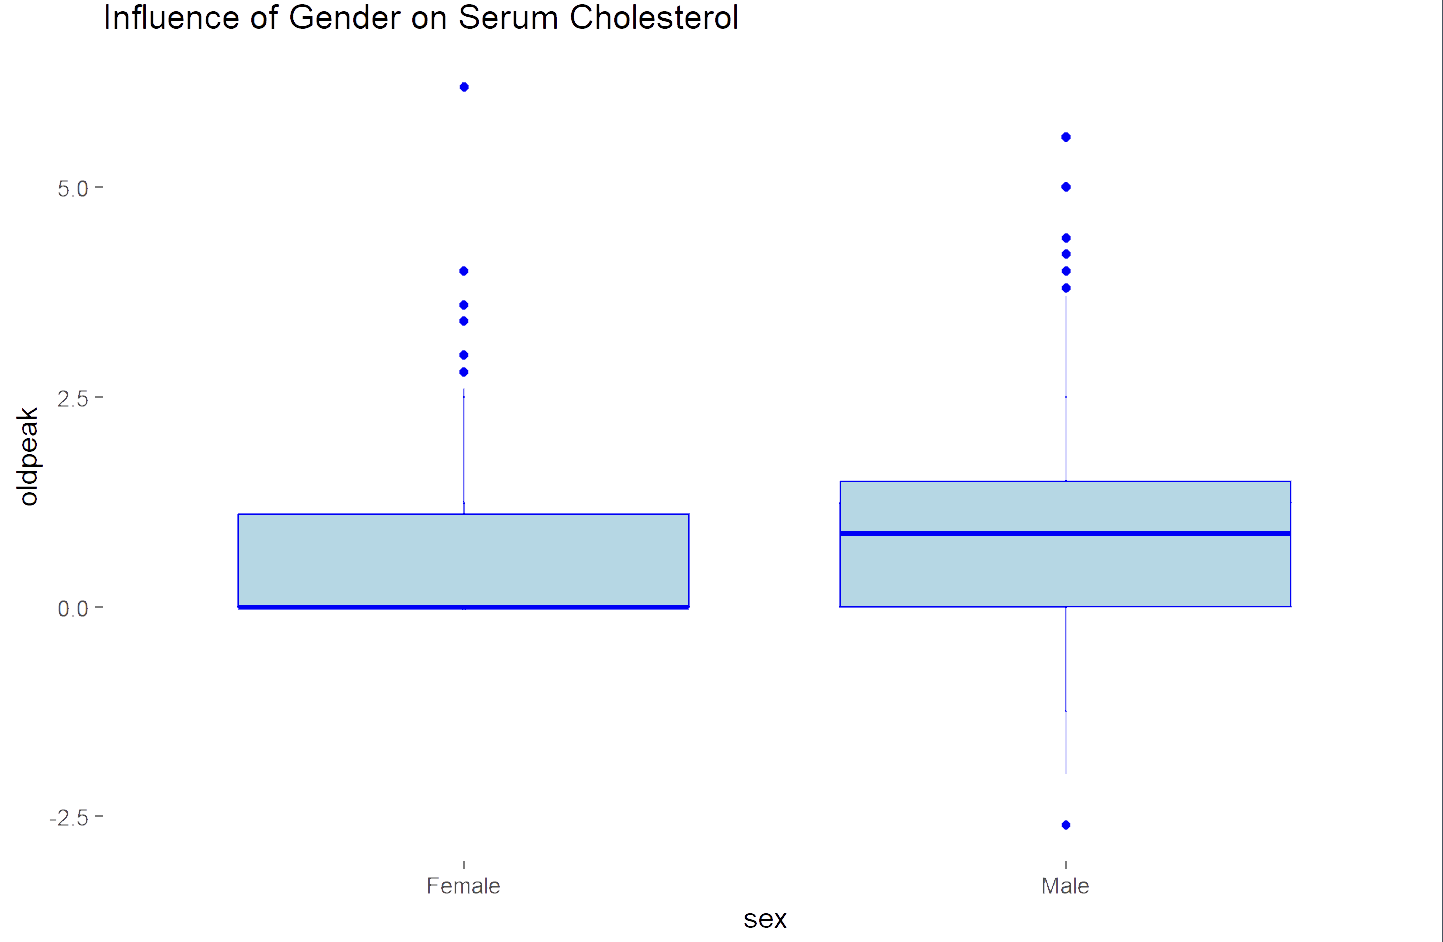 Influence of Gender on Serum Cholesterol
5.0
2.5
0.0
-2.5
oldpeak
Female
Male
sex